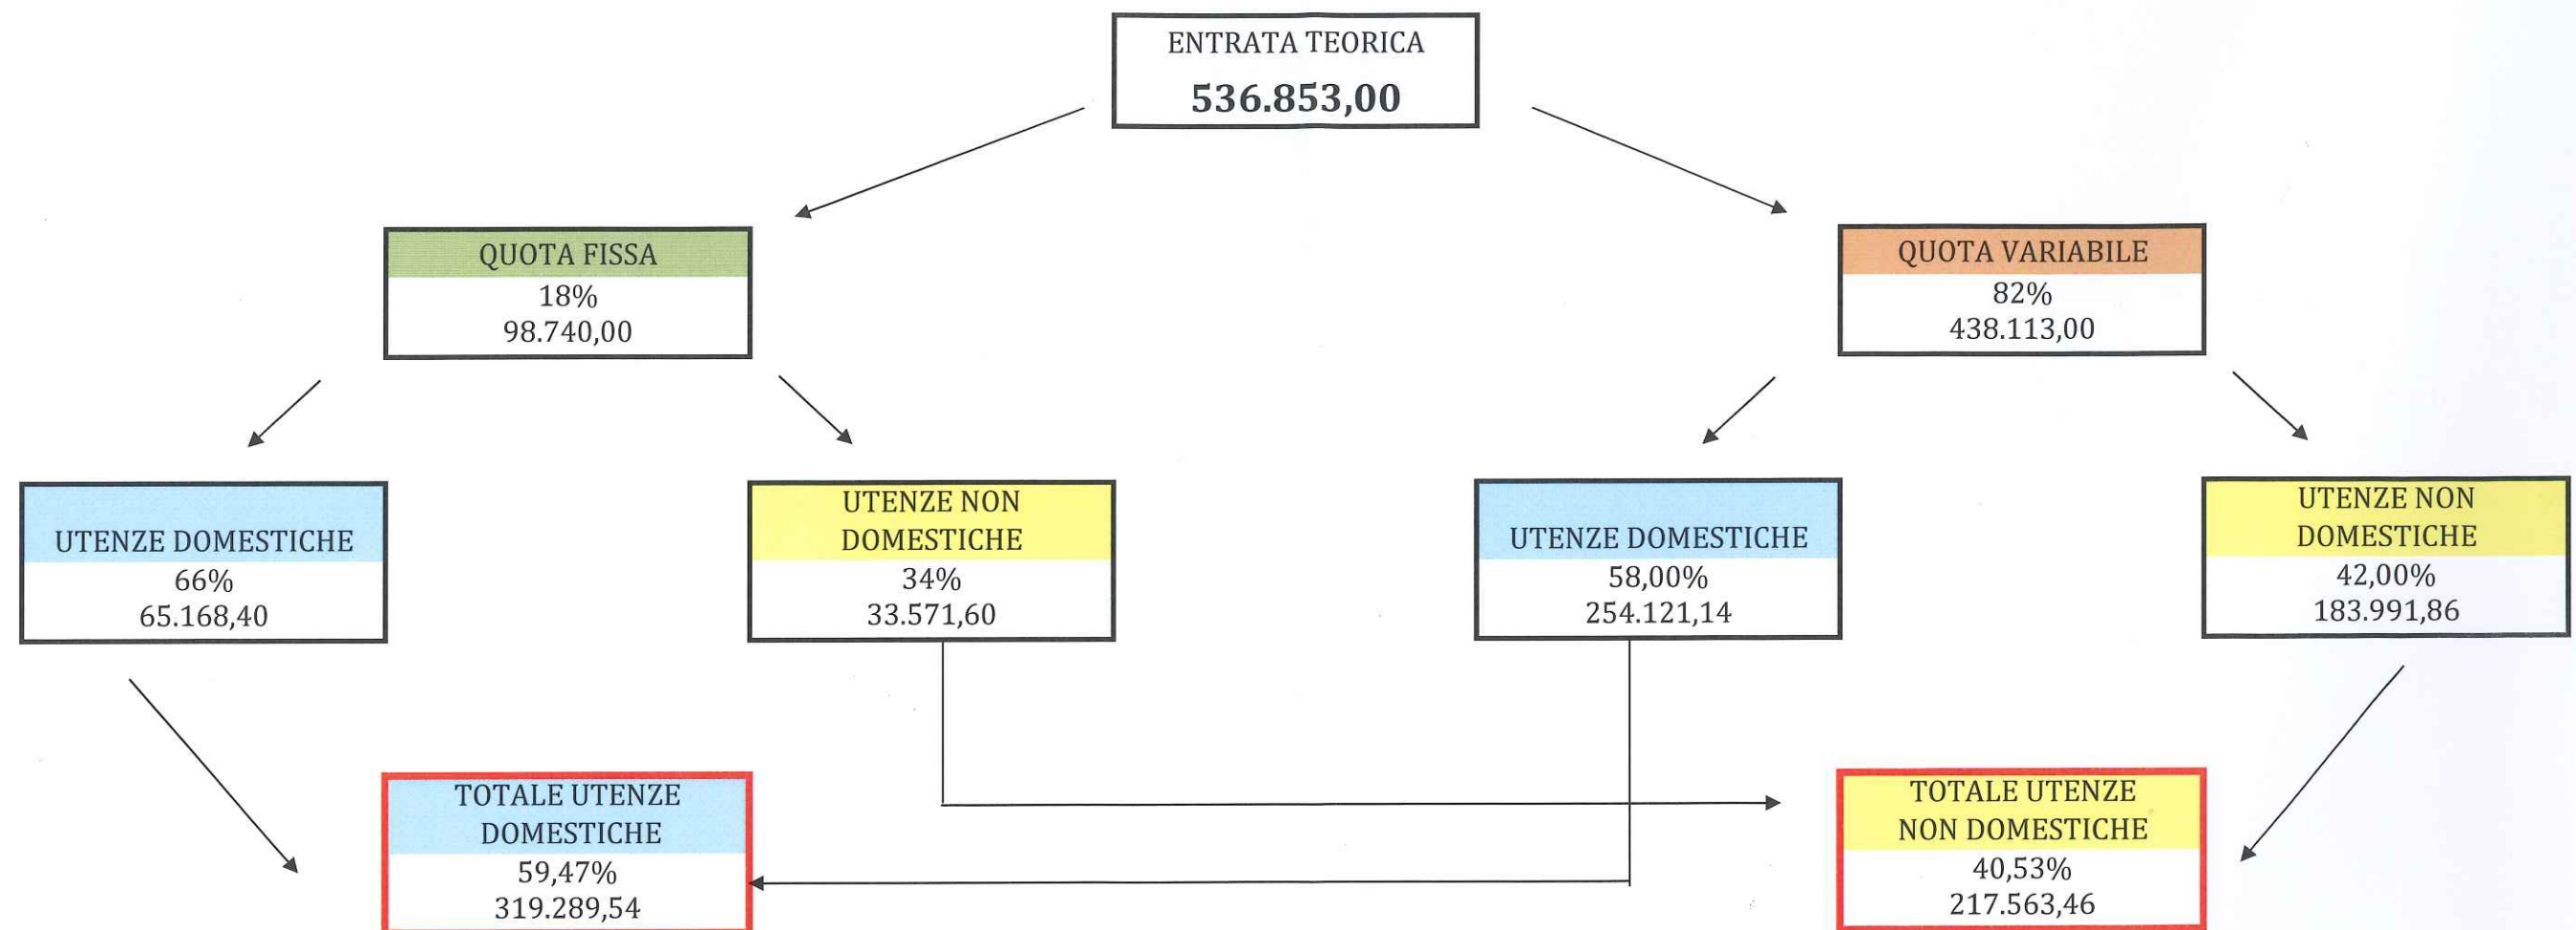 ENTRATA TEORICA
536.853,00
QUOTA FISSA
18%
98.740,00
QUOTA VARIABILE
82%
438.113,00
UTENZE DOMESTICHE
66%
65.168,40
UTENZE NON
DOMESTICHE
34%
33.571,60
UTENZE DOMESTICHE
58,00%
254.121,14
UTENZE NON
DOMESTICHE
42,00%
183.991,86
TOTALE UTENZE
DOMESTICHE
59,47%
319.289,54
TOTALE UTENZE
NON DOMESTICHE
40,53%
217.563,46